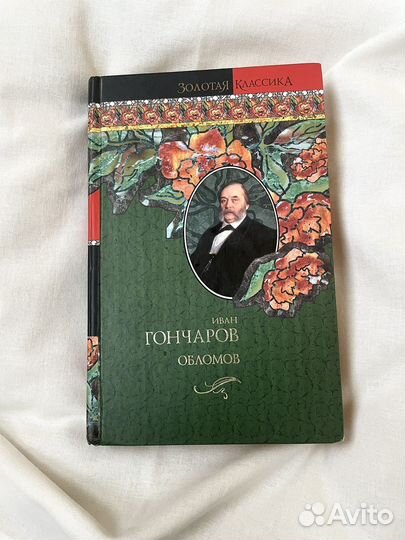 Золотая классика
Иван
Гончаров
Обломов
Avito